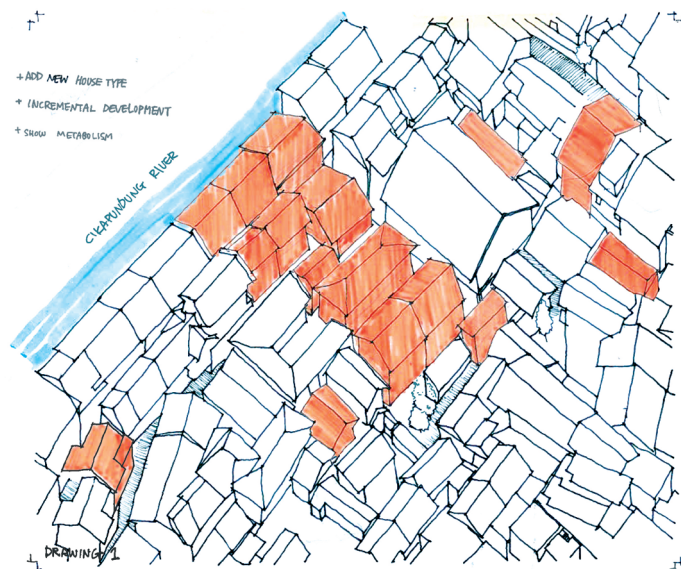 + ADD NEW HOUSE TYPE
+ INCREMENTAL DEVELOPMENT
+ SHOW METABOLISM
CIKAPUNDUNG RIVER
DRAWING 1